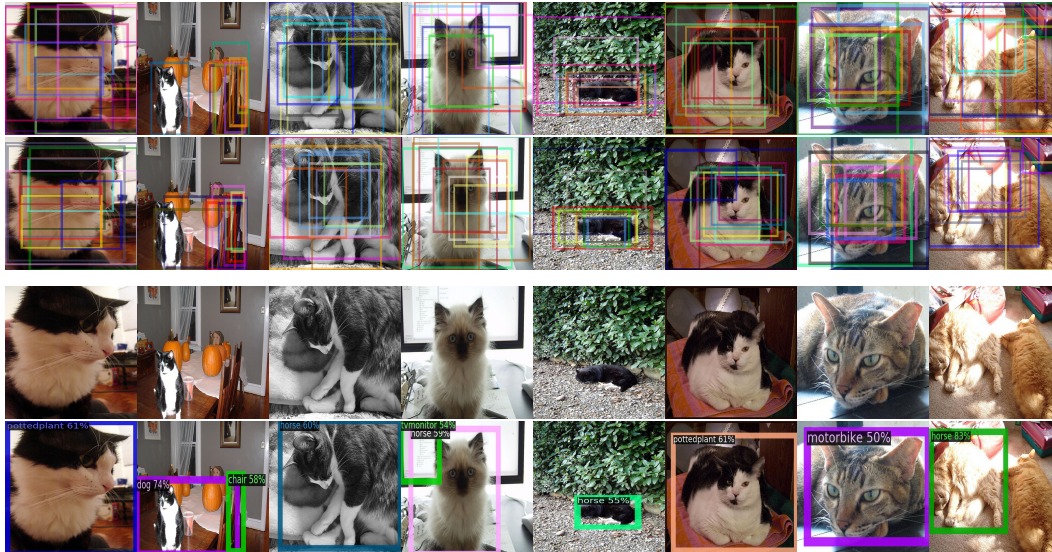 pottedplant 61%
dog 74%
chair 58%
horse 60%
tvmonitor 54%
horse 59%
horse 55%
pottedplant 61%
motorbike 50%
horse 83%